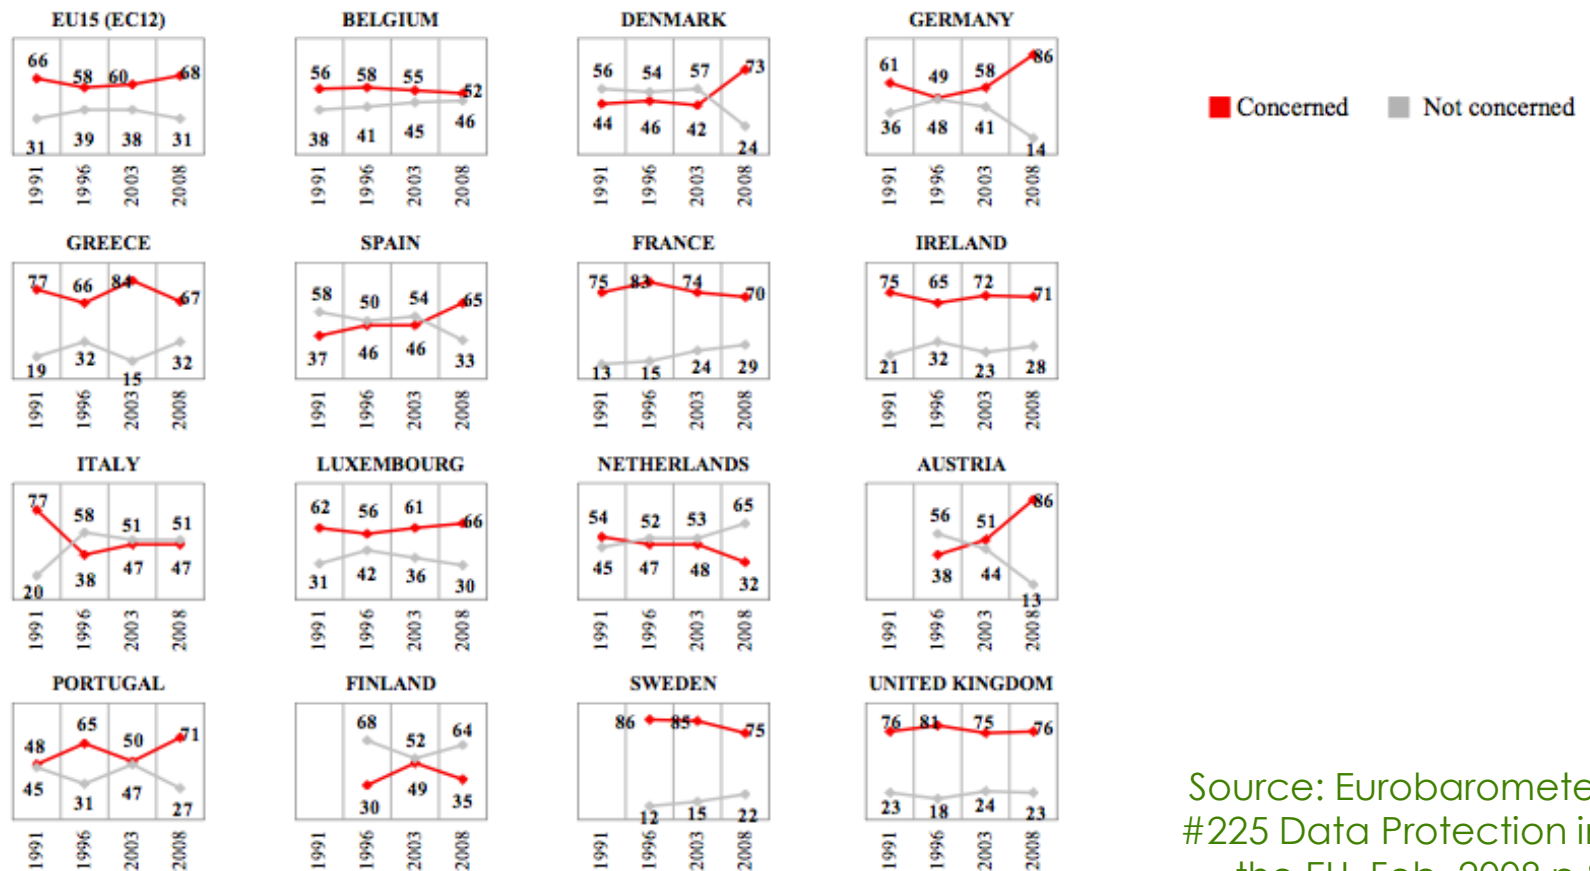 EU15 (EC12) BELGIUM DENMARK GERMANY
66 58 60 68
31 39 38 31
1991 1996 2003 2008
56 58 55 52
38 41 45 46
1991 1996 2003 2008
56 54 57 73
44 46 42 24
1991 1996 2003 2008
61 49 58 86
36 48 41 14
1991 1996 2003 2008
Concerned Not concerned
GREECE SPAIN FRANCE IRELAND
77 66 84 67
19 32 15 32
1991 1996 2003 2008
58 50 54 65
37 46 46 33
1991 1996 2003 2008
75 83 74 70
13 15 24 29
1991 1996 2003 2008
75 65 72 71
21 32 23 28
1991 1996 2003 2008
ITALY LUXEMBOURG NETHERLANDS AUSTRIA
77 58 51 51
20 38 47 47
1991 1996 2003 2008
62 56 61 66
31 42 36 30
1991 1996 2003 2008
54 52 53 65
45 47 48 32
1991 1996 2003 2008
56 51 86
38 44 13
1991 1996 2003 2008
PORTUGAL FINLAND SWEDEN UNITED KINGDOM
48 65 50 71
45 31 47 27
1991 1996 2003 2008
68 52 64
30 49 35
1991 1996 2003 2008
86 85 75
12 15 22
1991 1996 2003 2008
76 81 75 76
23 18 24 23
1991 1996 2003 2008
Source: Eurobaromete
#225 Data Protection in
the EU, Feb. 2008 p.